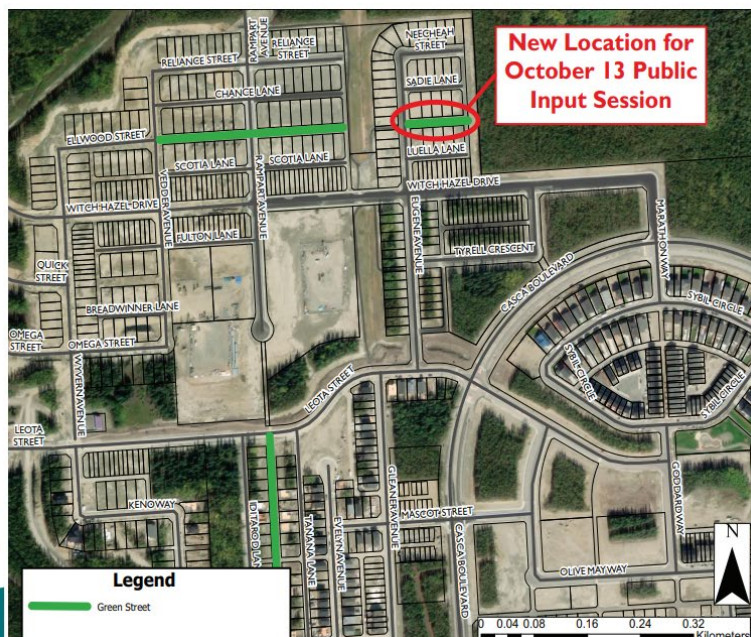 NEECHEAH
STREET
RAMPART
AVENUE
RELIANCE
STREET
RELIANCE STREET
New Location for
October 13 Public
Input Session
SADIE LANE
CHANCE LANE
ELLWOOD STREET
LUELLA LANE
SCOTIA LANE
SCOTIA LANE
VEDDER AVENUE
RAMPART AVENUE
WITCH HAZEL DRIVE
WITCH HAZEL DRIVE
EUGENE AVENUE
MARATHON WAY
FULTON LANE
TYRELL CRESCENT
QUICK
STREET
CASCA BOULEVARD
BREADWINNER LANE
SYBIL CIRCLE
OMEGA
STREET
OMEGA STREET
SYBIL CIRCLE
SYBIL CIRCLE
WYVERN AVENUE
LEOTA STREET
LEOTA
STREET
GLEANER AVENUE
GODDARD WAY
KENO WAY
IDITAROD LA
TANANA LANE
EVELYN AVENUE
MASCOT STREET
CASCA BOULEVARD
OLIVE MAY WAY
N
Legend
Green Street
0 0.04 0.08 0.16 0.24 0.32
Kilometers